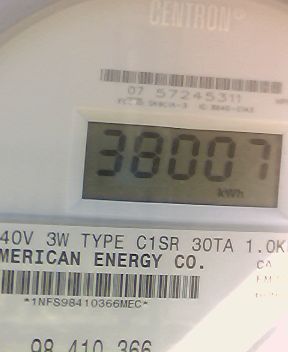 CENTRON®
07 57245311
38007
kWh
40V 3W TYPE C1SR 30TA 1.0K
MERICAN ENERGY CO.
CA
*1NFS98410366MEC*
98 410 366